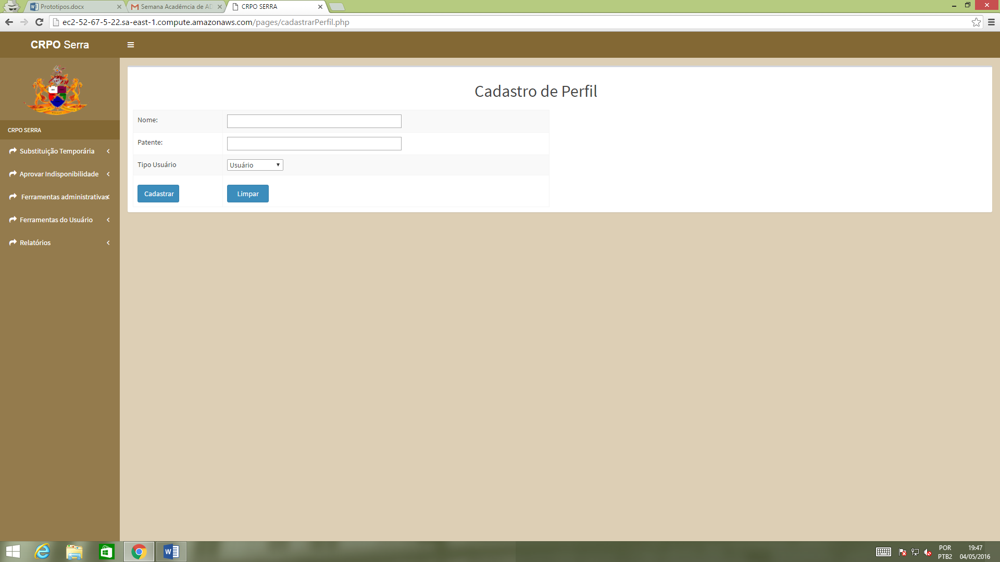 Prototipos.docx
Semana Acadêmcia de AD
CRPO SERRA
ec2-52-67-5-22.sa-east-1.compute.amazonaws.com/pages/cadastrarPerfil.php
CRPO Serra
CRPO SERRA
Substituição Temporária
Aprovar Indisponibilidade
Ferramentas administrativas
Ferramentas do Usuário
Relatórios
Cadastro de Perfil
Nome:
Patente:
Tipo Usuário
Usuário
Cadastrar
Limpar
POR
PTB2
19:47
04/05/2016